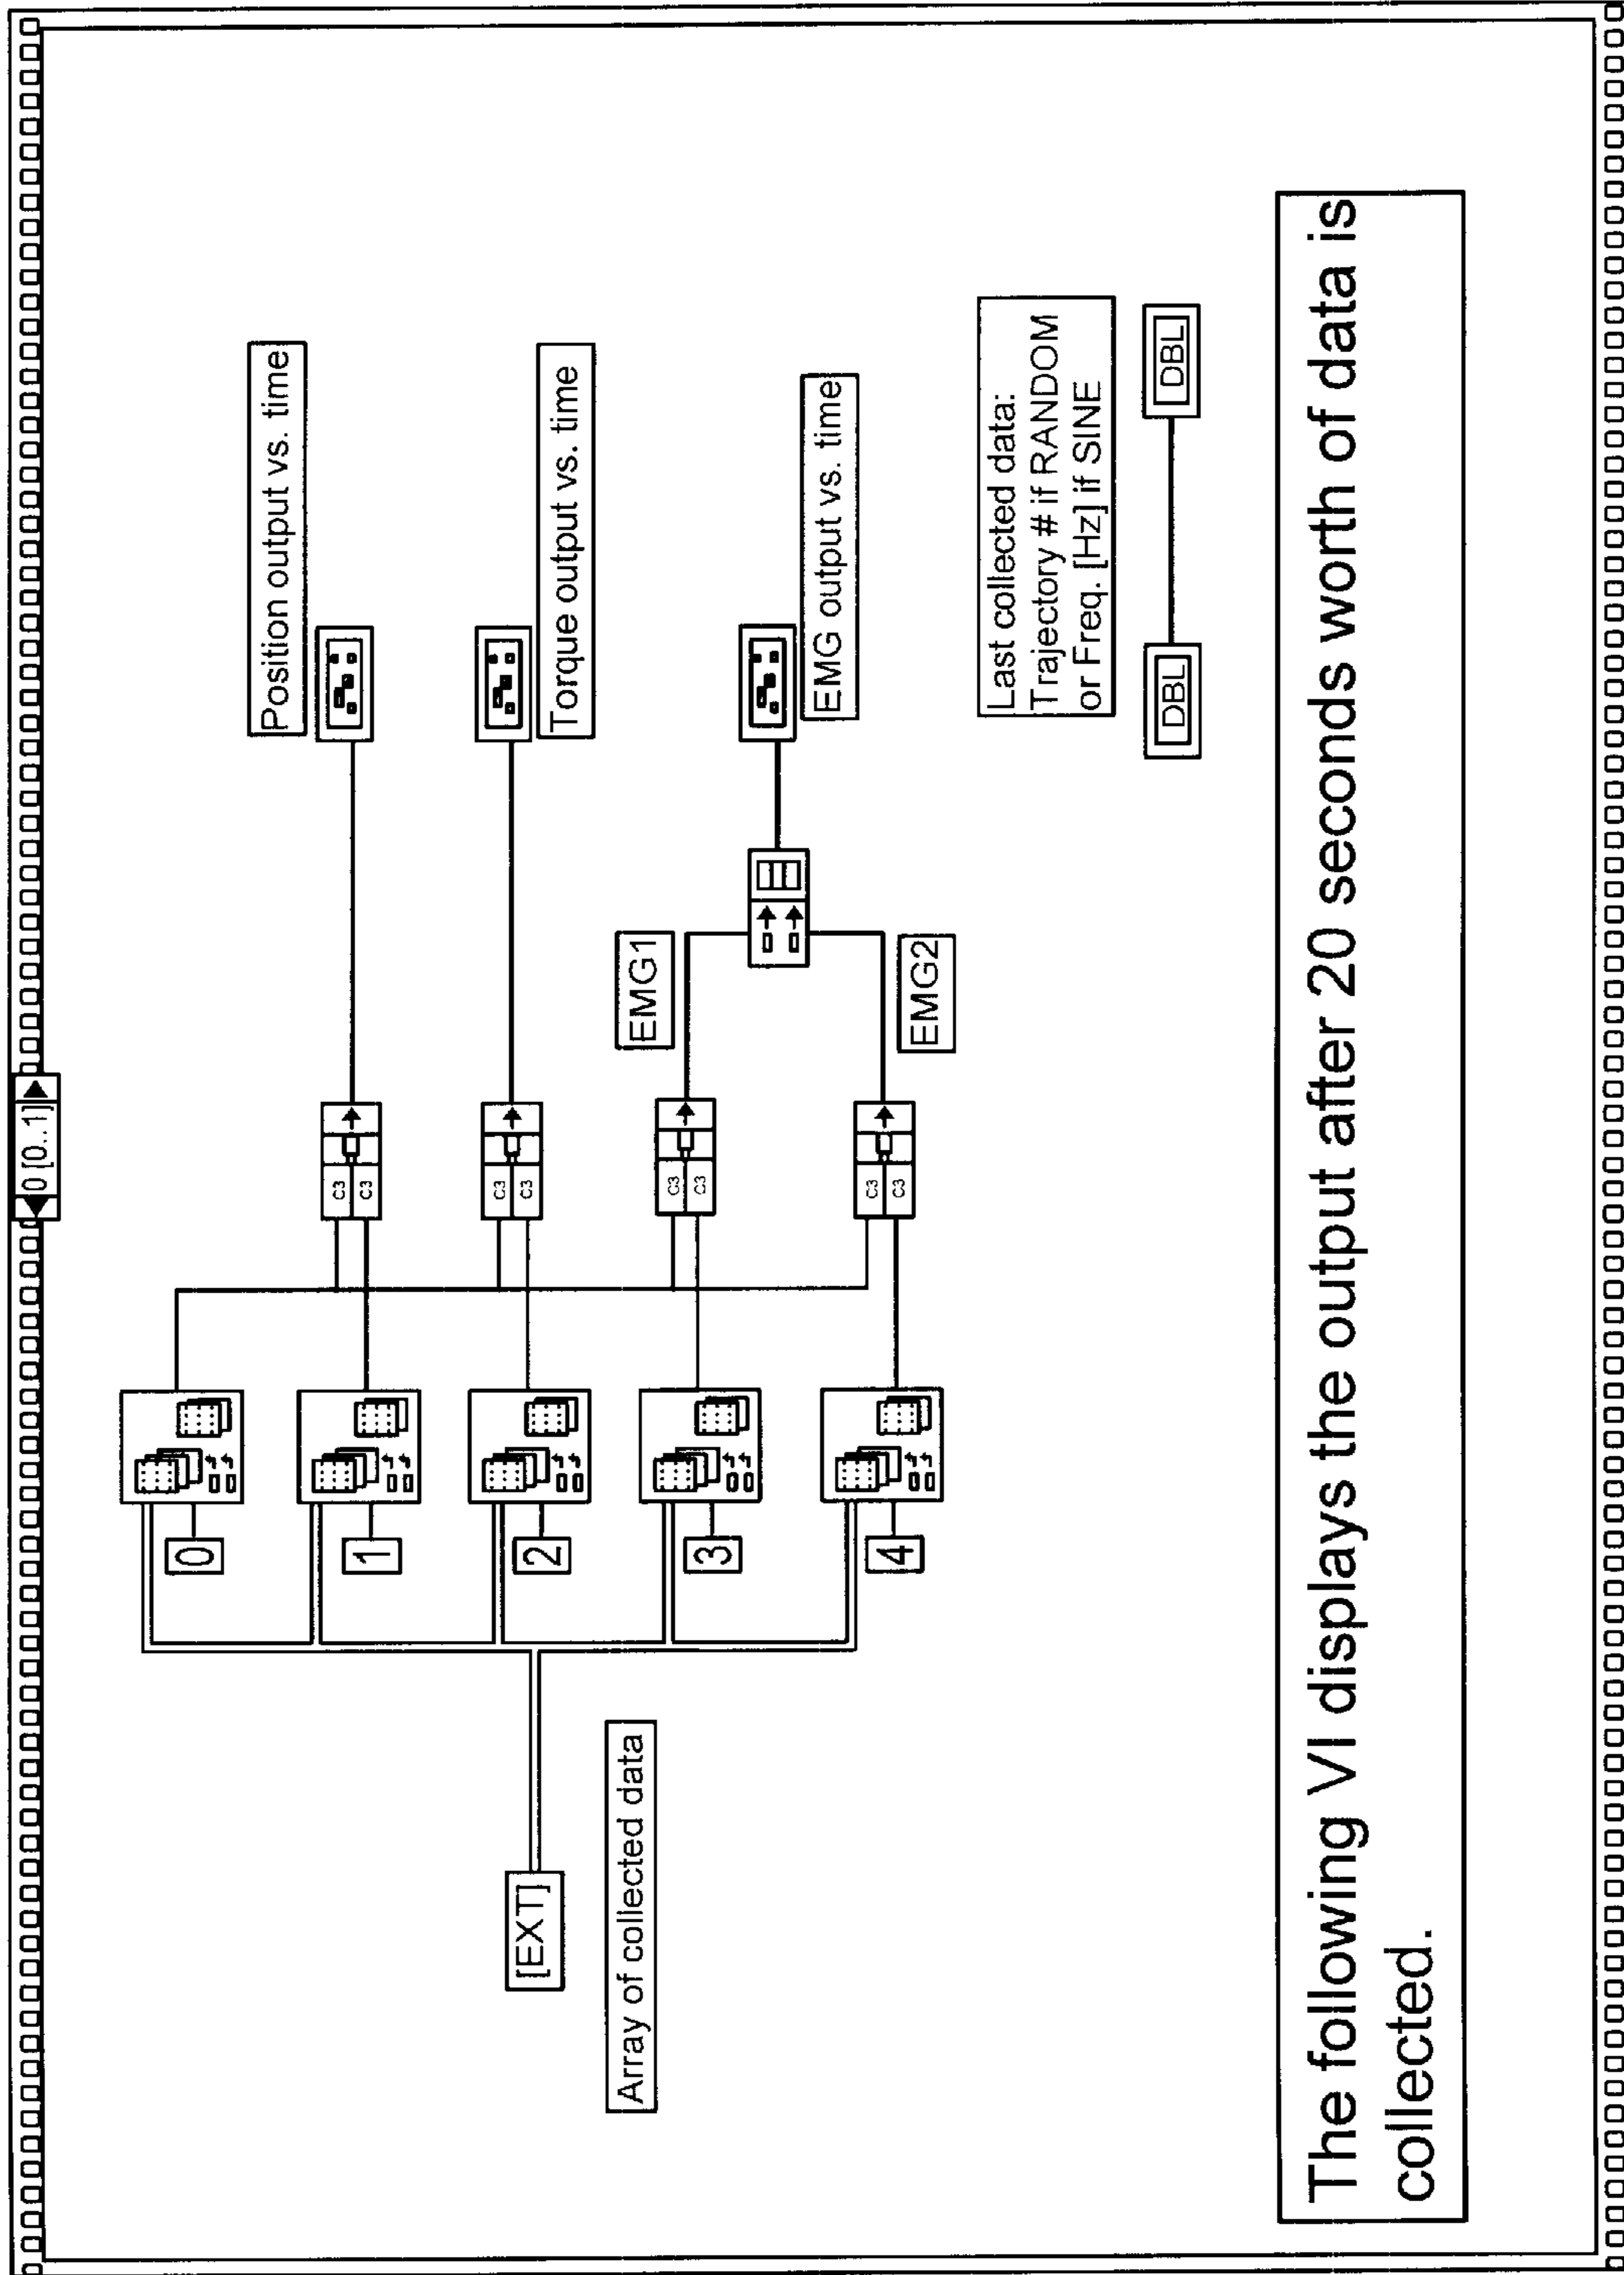 0 [0..1]
0
1
2
3
4
[EXT]
Array of collected data
C3
C3
C3
C3
C3
C3
C3
C3
Position output vs. time
Torque output vs. time
EMG1
EMG2
EMG output vs. time
Last collected data:
Trajectory # if RANDOM
or Freq. [Hz] if SINE
DBL
DBL
The following VI displays the output after 20 seconds worth of data is
collected.